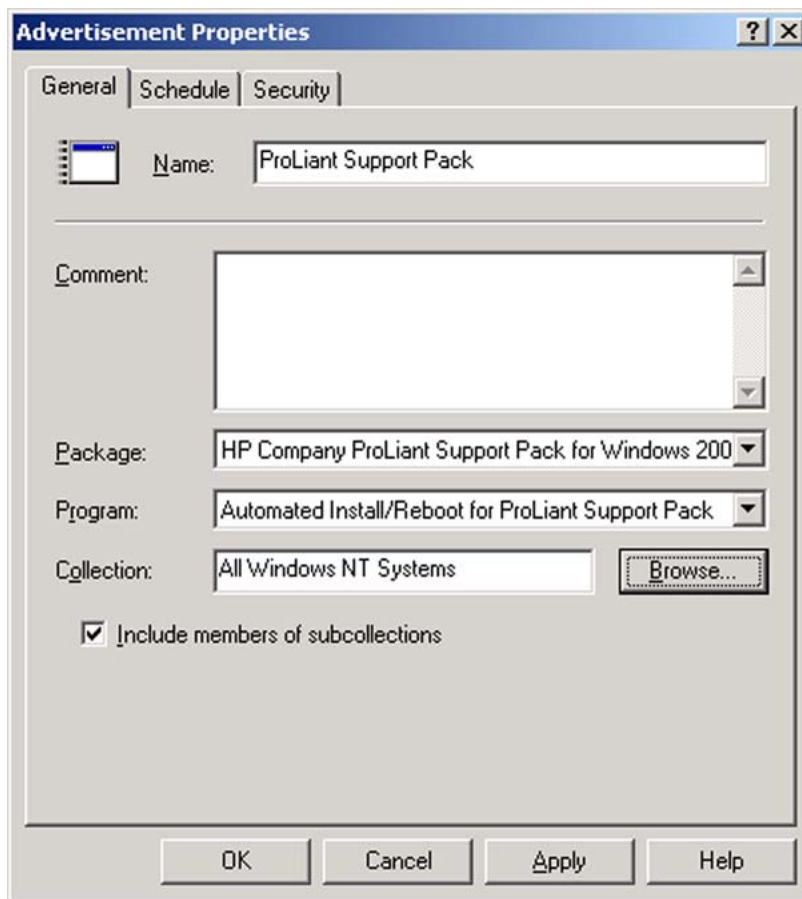 Advertisement Properties
General Schedule Security
Name: ProLiant Support Pack
Comment:
Package: HP Company ProLiant Support Pack for Windows 200
Program: Automated Install/Reboot for ProLiant Support Pack
Collection: All Windows NT Systems Browse...
Include members of subcollections
OK Cancel Apply Help